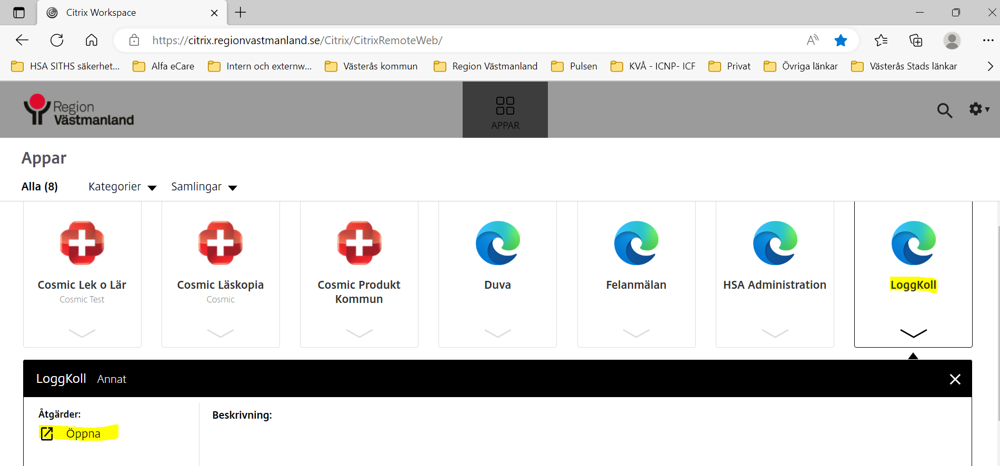 Citrix Workspace
https://citrix.regionvastmanland.se/Citrix/CitrixRemoteWeb/
HSA SITHS säkerhet... Alfa eCare Intern och externw... Västerås kommun Region Västmanland Pulsen KVÅ - ICNP- ICF Privat Övriga länkar Västerås Stads länkar
Region
Västmanland
APPAR
Appar
Alla (8) Kategorier Samlingar
Cosmic Lek o Lär
Cosmic Test
Cosmic Läskopia
Cosmic
Cosmic Produkt
Kommun
Duva
Felanmälan
HSA Administration
LoggKoll
LoggKoll Annat
Åtgärder:
Öppna
Beskrivning: